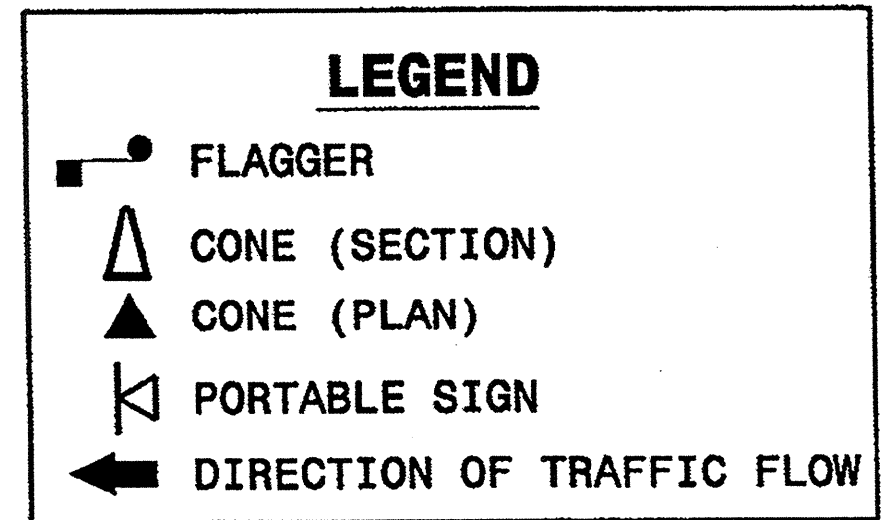 LEGEND
FLAGGER
CONE (SECTION)
CONE (PLAN)
PORTABLE SIGN
DIRECTION OF TRAFFIC FLOW